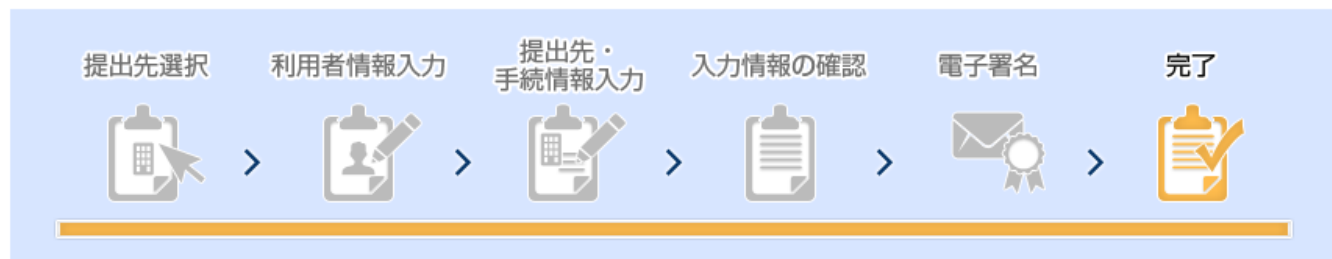 提出先選択
利用者情報入力
提出先・
手続情報入力
入力情報の確認
電子署名
完了